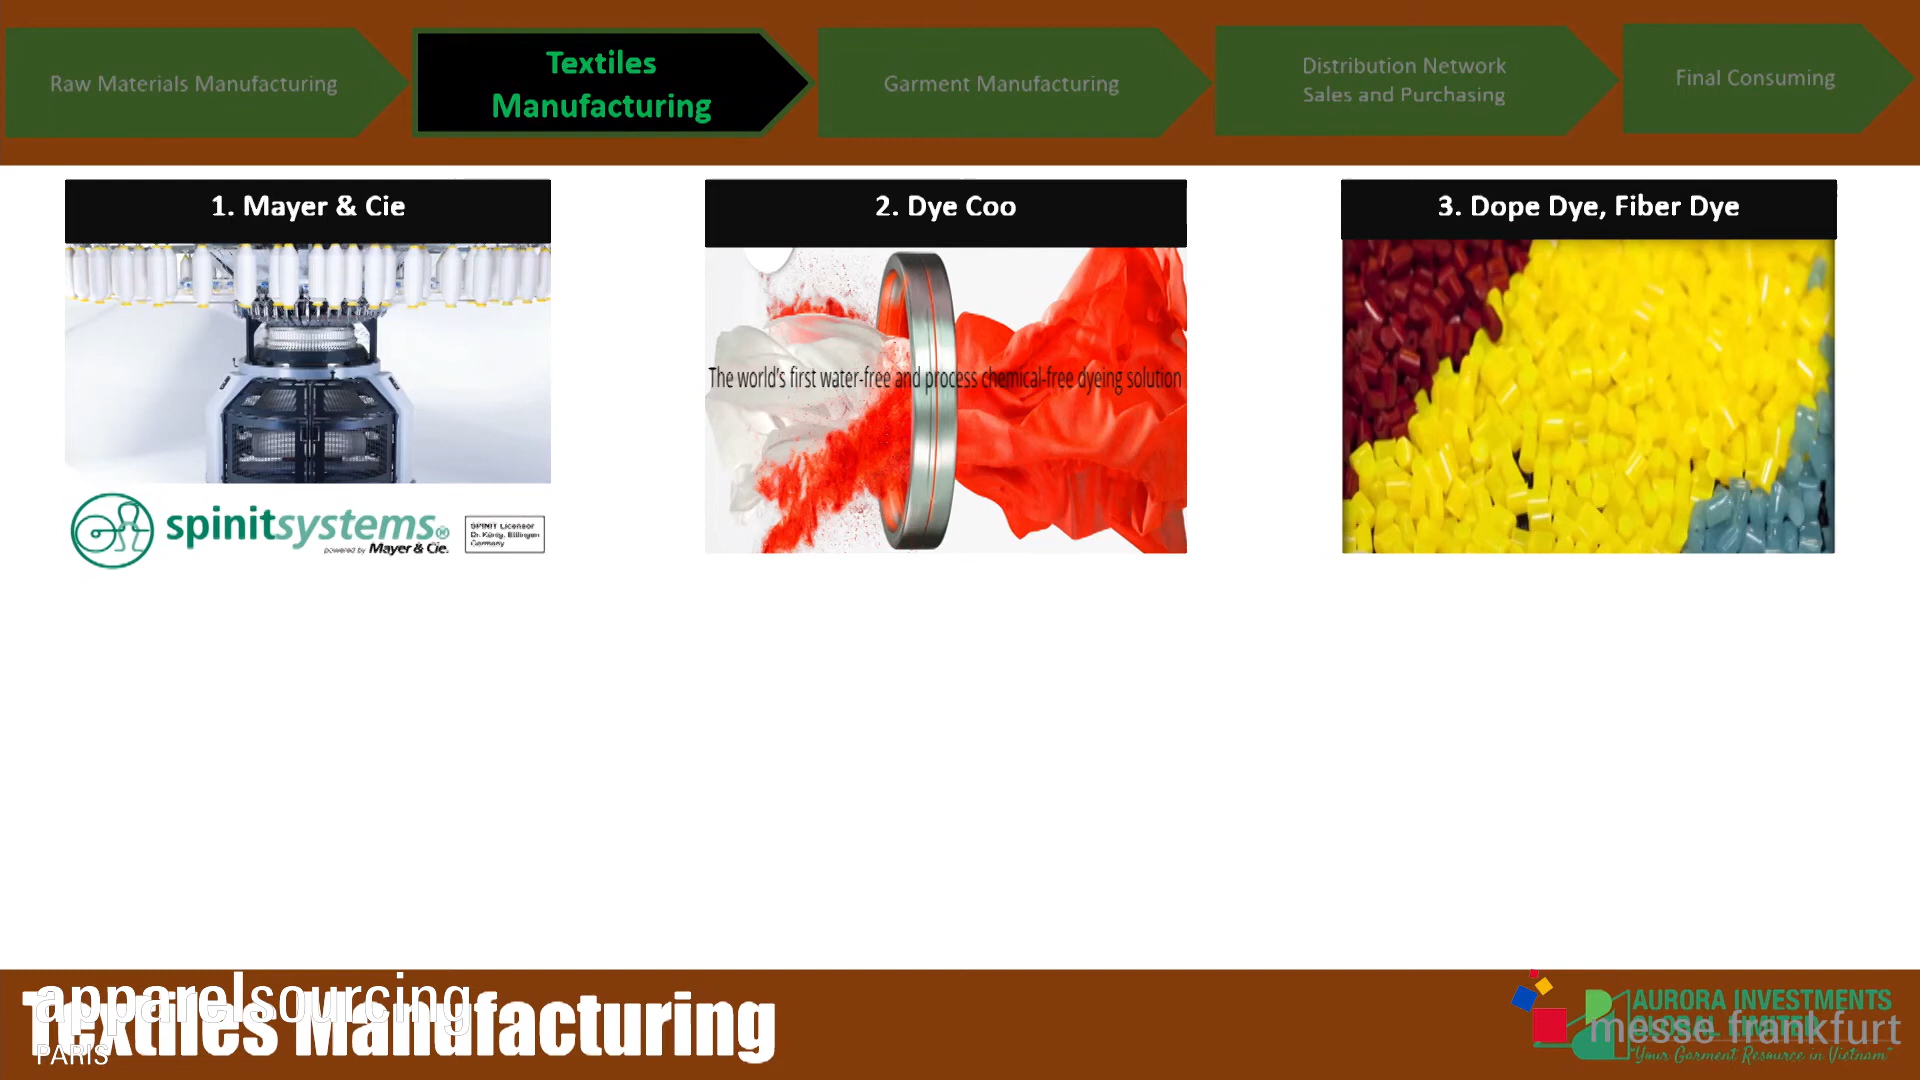 Raw Materials Manufacturing
Textiles
Manufacturing
Garment Manufacturing
Distribution Network
Sales and Purchasing
Final Consuming
1. Mayer & Cie
2. Dye Coo
3. Dope Dye, Fiber Dye
The world's first water-free and process chemical-free dyeing solution
spinitsystems®
powered by Mayer & Cie.
SPINIT Licensor
Germany
apparelsourcing
PARIS
Textiles Manufacturing
AURORA INVESTMENTS
GLOBAL LIMITED
messe frankfurt
"Your Garment Resource in Vietnam"